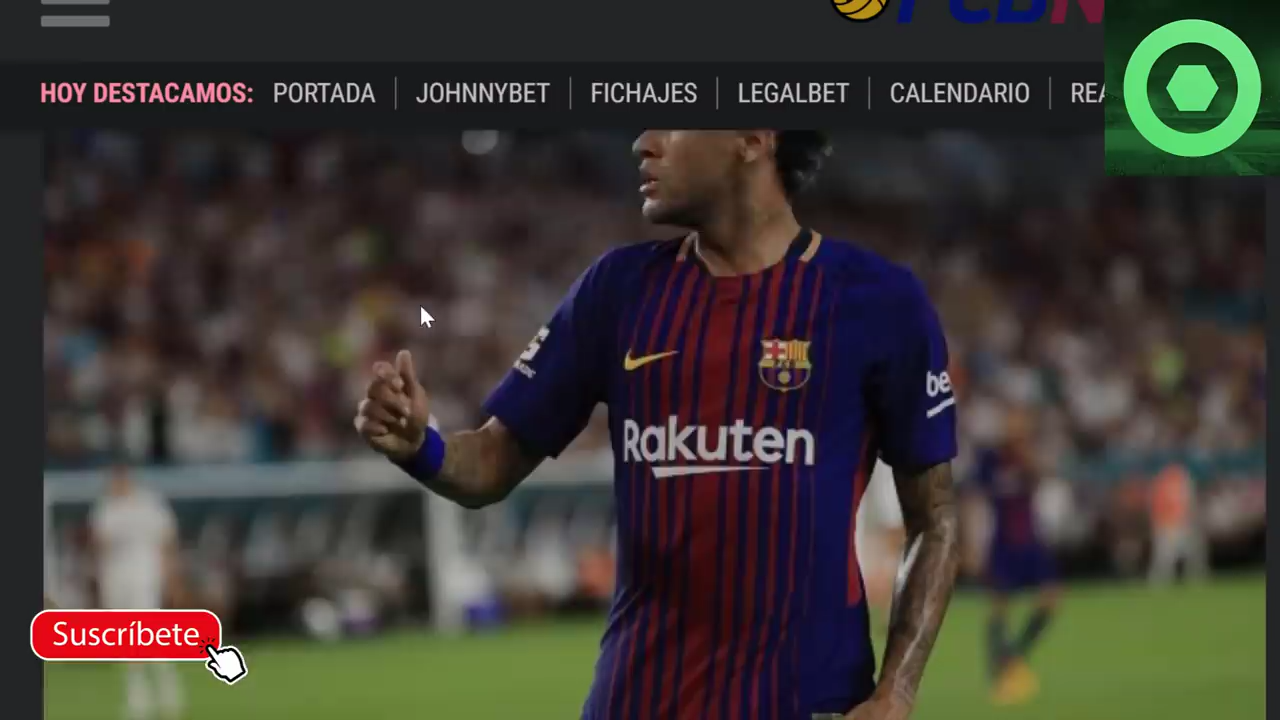 HOY DESTACAMOS: PORTADA JOHNNYBET FICHAJES LEGALBET CALENDARIO
Rakuten
Suscríbete